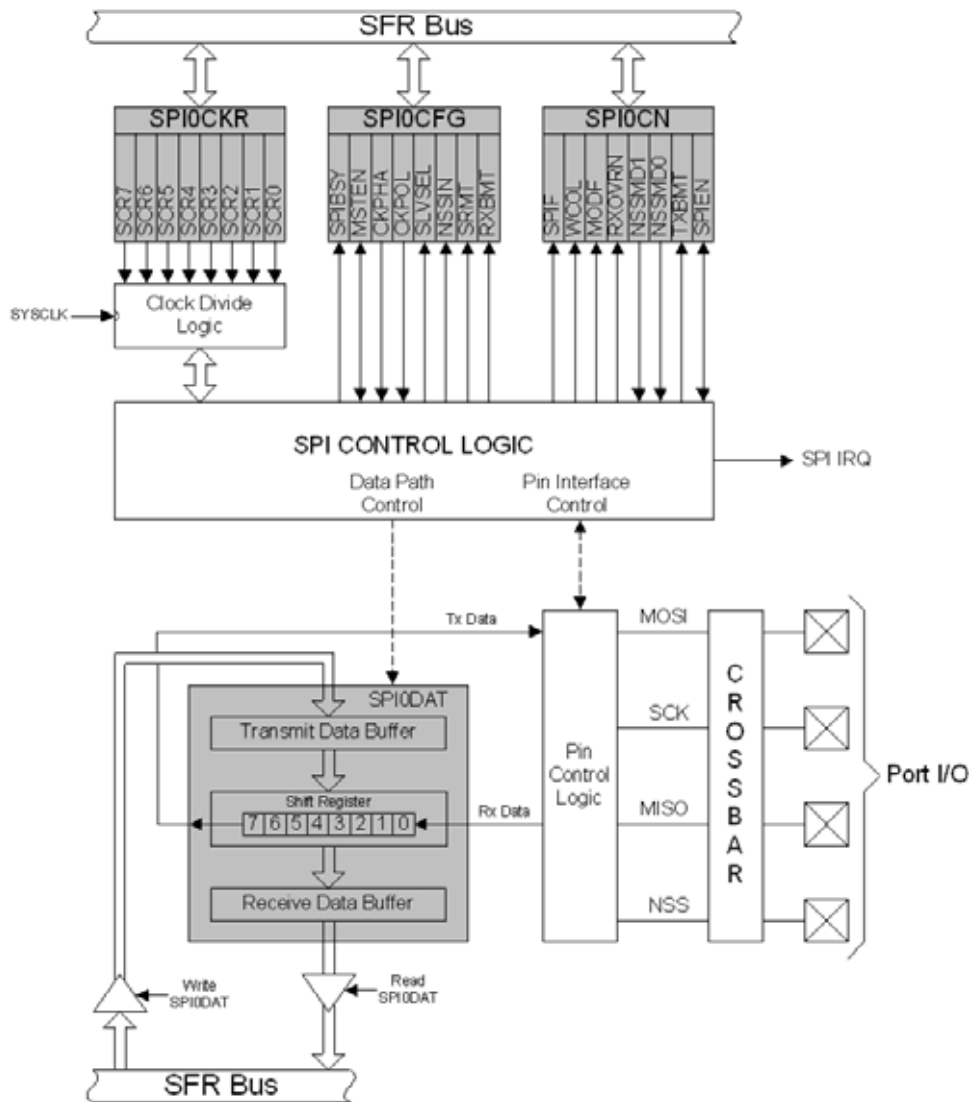 SFR Bus
SPI0CKR
SPI0CFG
SPI0CN
SCR7
SCR6
SCR5
SCR4
SCR3
SCR2
SCR1
SCR0
SPIBSY
MSTEN
CKPHA
CKPOL
SLVSEL
NSSIN
SRMT
RXBMT
SPIF
WCOL
MODF
RXOVRN
NSSMD1
NSSMD0
TXBMT
SPIEN
SYSCLK
Clock Divide
Logic
SPI CONTROL LOGIC
Data Path
Control
Pin Interface
Control
SPI IRQ
Tx Data
SPI0DAT
Transmit Data Buffer
Shift Register
7 6 5 4 3 2 1 0
Rx Data
Receive Data Buffer
Pin
Control
Logic
MOSI
SCK
MISO
NSS
CROSSBAR
Port I/O
Write
SPI0DAT
Read
SPI0DAT
SFR Bus